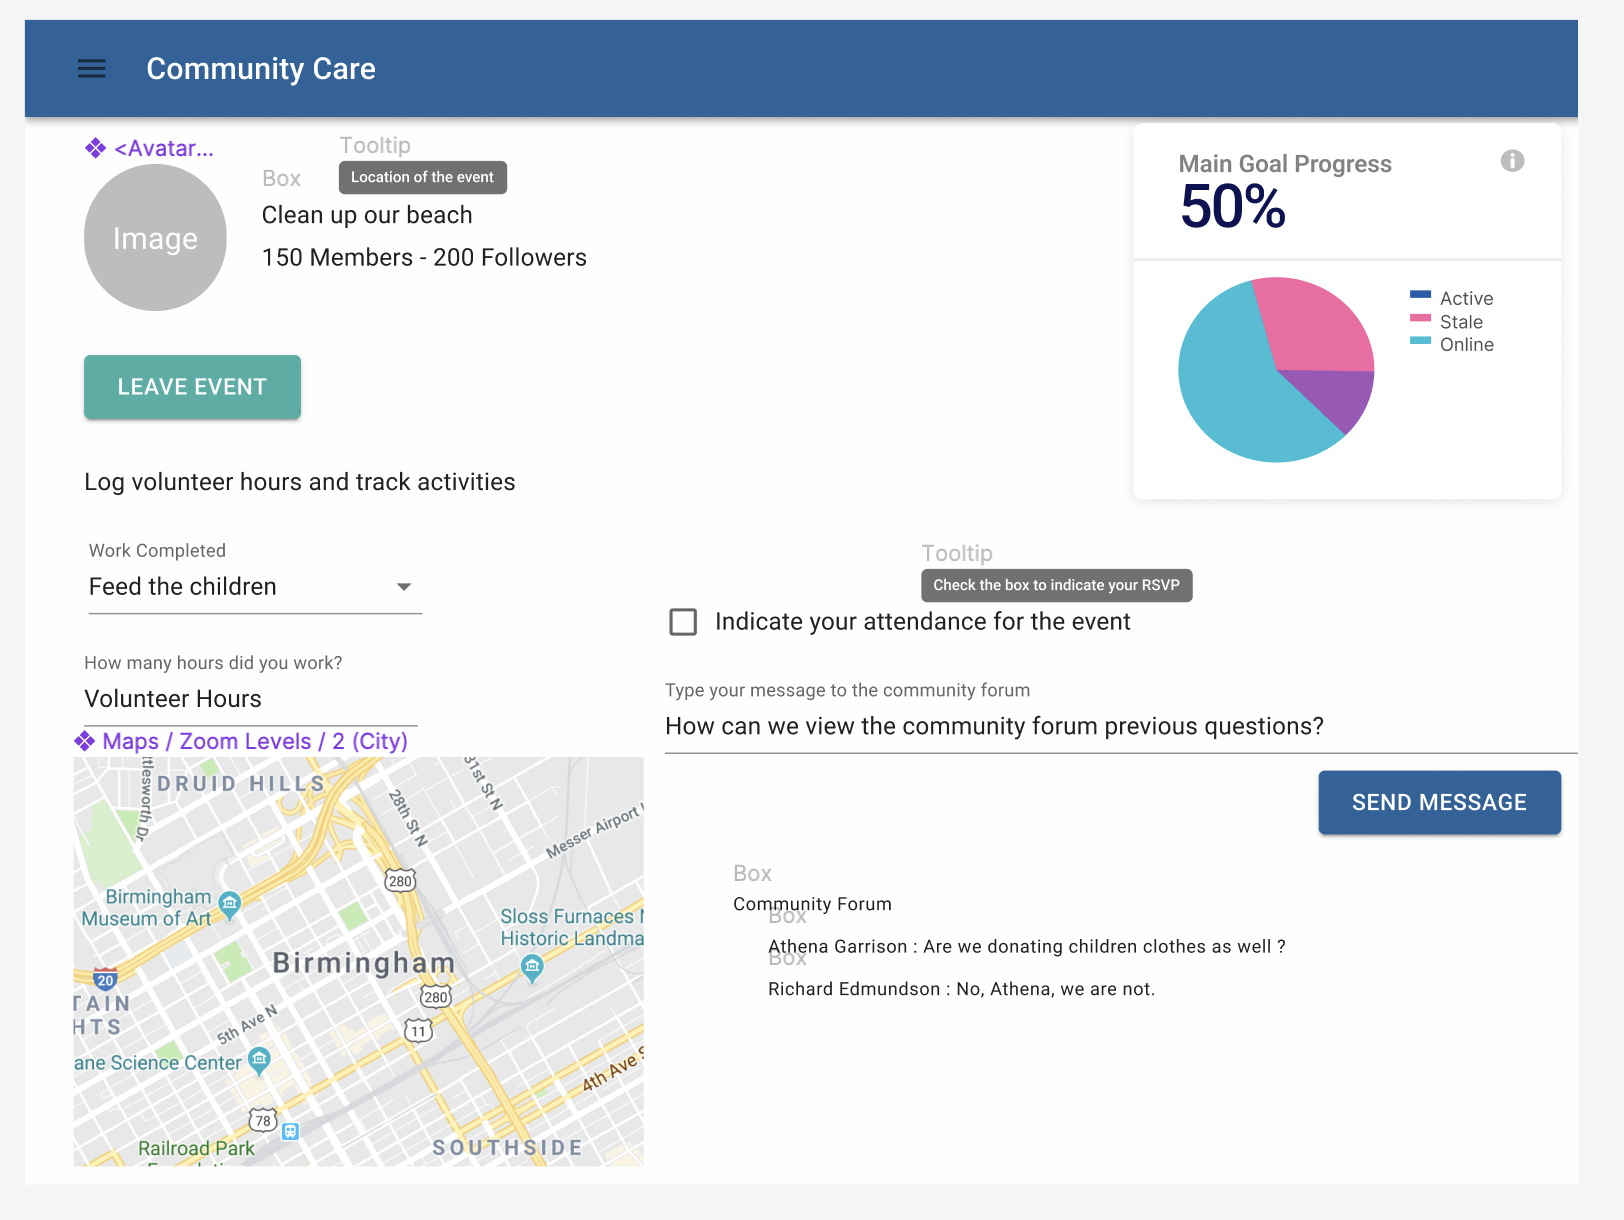 Community Care
<Avatar...
Tooltip
Location of the event
Box
Clean up our beach
150 Members - 200 Followers
Image
LEAVE EVENT
Main Goal Progress
50%
Active
Stale
Online
Log volunteer hours and track activities
Work Completed
Feed the children
How many hours did you work?
Volunteer Hours
Tooltip
Check the box to indicate your RSVP
Indicate your attendance for the event
Type your message to the community forum
How can we view the community forum previous questions?
SEND MESSAGE
Box
Community Forum
Box
Athena Garrison : Are we donating children clothes as well ?
Box
Richard Edmundson : No, Athena, we are not.
Maps / Zoom Levels / 2 (City)
DRUID HILLS
tlesworth Dr
31st St N
28th St N
Messer Airport
280
Birmingham
Museum of Art
Sloss Furnaces N
Historic Landma
Birmingham
20
280
TAIN
HTS
5th Ave N
11
ane Science Center
4th Ave S
78
Railroad Park
SOUTHSIDE